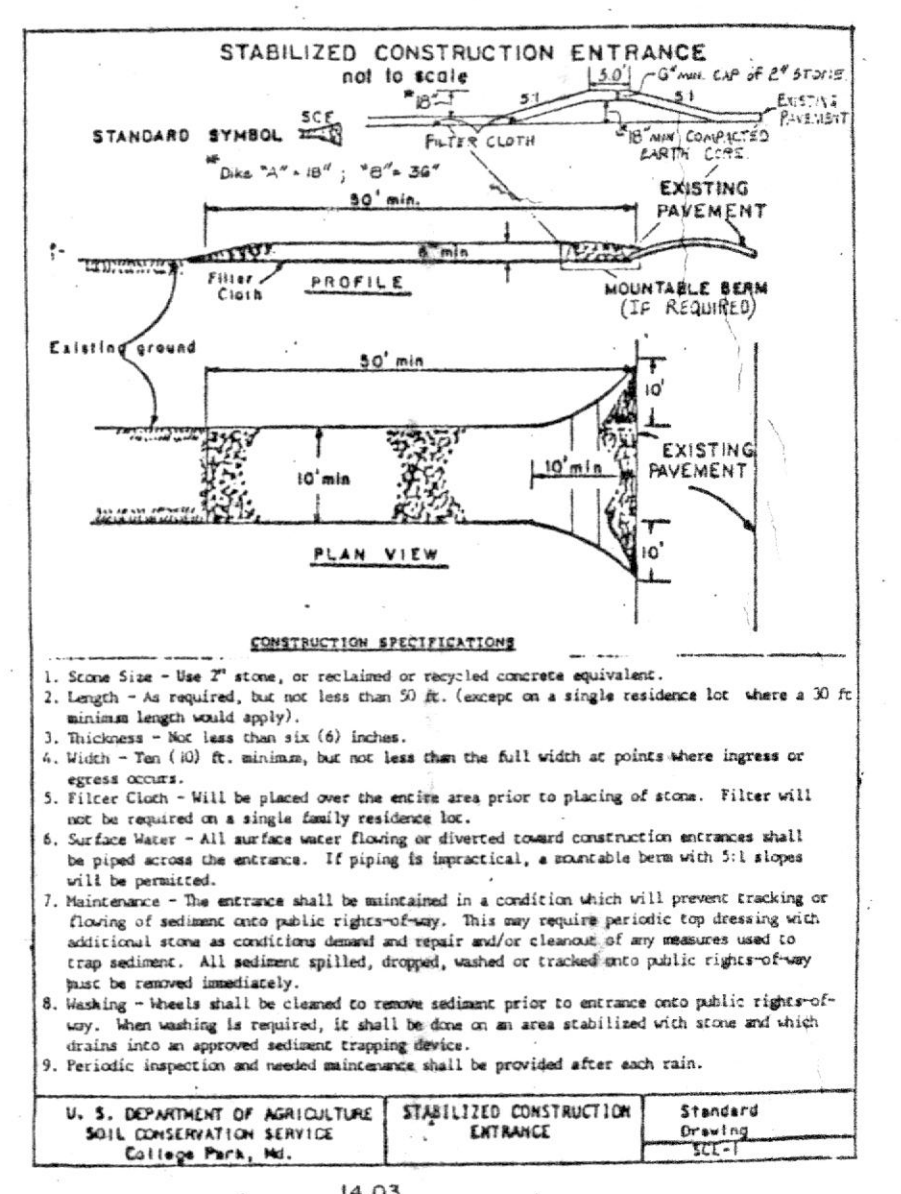 STABILIZED CONSTRUCTION ENTRANCE
not to scale
5.0'
6" MIN. CAP OF 2" STONE
*18"
5:1
5:1
EXISTING
PAVEMENT
STANDARD SYMBOL
SCE
FILTER CLOTH
*18" MIN. COMPACTED
EARTH CORE.
* Dike "A" = 18" ; "B" = 36"
50' min.
EXISTING
PAVEMENT
6" min
Filter
Cloth
PROFILE
MOUNTABLE BERM
(IF REQUIRED)
Existing ground
50' min
10'
10' min
10' min
EXISTING
PAVEMENT
10'
PLAN VIEW
CONSTRUCTION SPECIFICATIONS
1. Stone Size - Use 2" stone, or reclaimed or recycled concrete equivalent.
2. Length - As required, but not less than 50 ft. (except on a single residence lot where a 30 ft
minimum length would apply).
3. Thickness - Not less than six (6) inches.
4. Width - Ten (10) ft. minimum, but not less than the full width at points where ingress or
egress occurs.
5. Filter Cloth - Will be placed over the entire area prior to placing of stone. Filter will
not be required on a single family residence lot.
6. Surface Water - All surface water flowing or diverted toward construction entrances shall
be piped across the entrance. If piping is impractical, a mountable berm with 5:1 slopes
will be permitted.
7. Maintenance - The entrance shall be maintained in a condition which will prevent tracking or
flowing of sediment onto public rights-of-way. This may require periodic top dressing with
additional stone as conditions demand and repair and/or cleanout of any measures used to
trap sediment. All sediment spilled, dropped, washed or tracked onto public rights-of-way
must be removed immediately.
8. Washing - Wheels shall be cleaned to remove sediment prior to entrance onto public rights-of-
way. When washing is required, it shall be done on an area stabilized with stone and which
drains into an approved sediment trapping device.
9. Periodic inspection and needed maintenance shall be provided after each rain.
U. S. DEPARTMENT OF AGRICULTURE
SOIL CONSERVATION SERVICE
College Park, Md.
STABILIZED CONSTRUCTION
ENTRANCE
Standard
Drawing
SCE-1
14.03